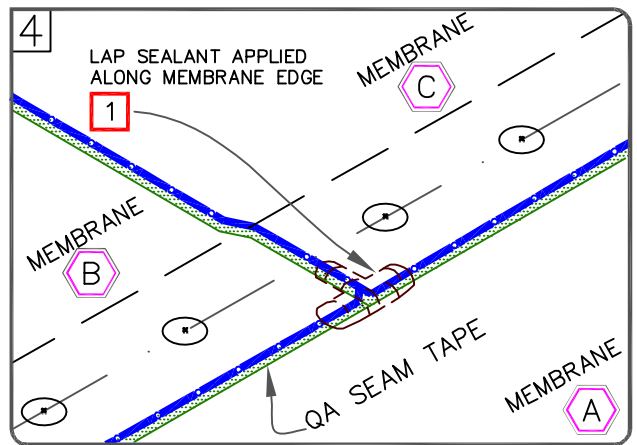 4
LAP SEALANT APPLIED
ALONG MEMBRANE EDGE
1
MEMBRANE
C
MEMBRANE
B
QA SEAM TAPE
MEMBRANE
A